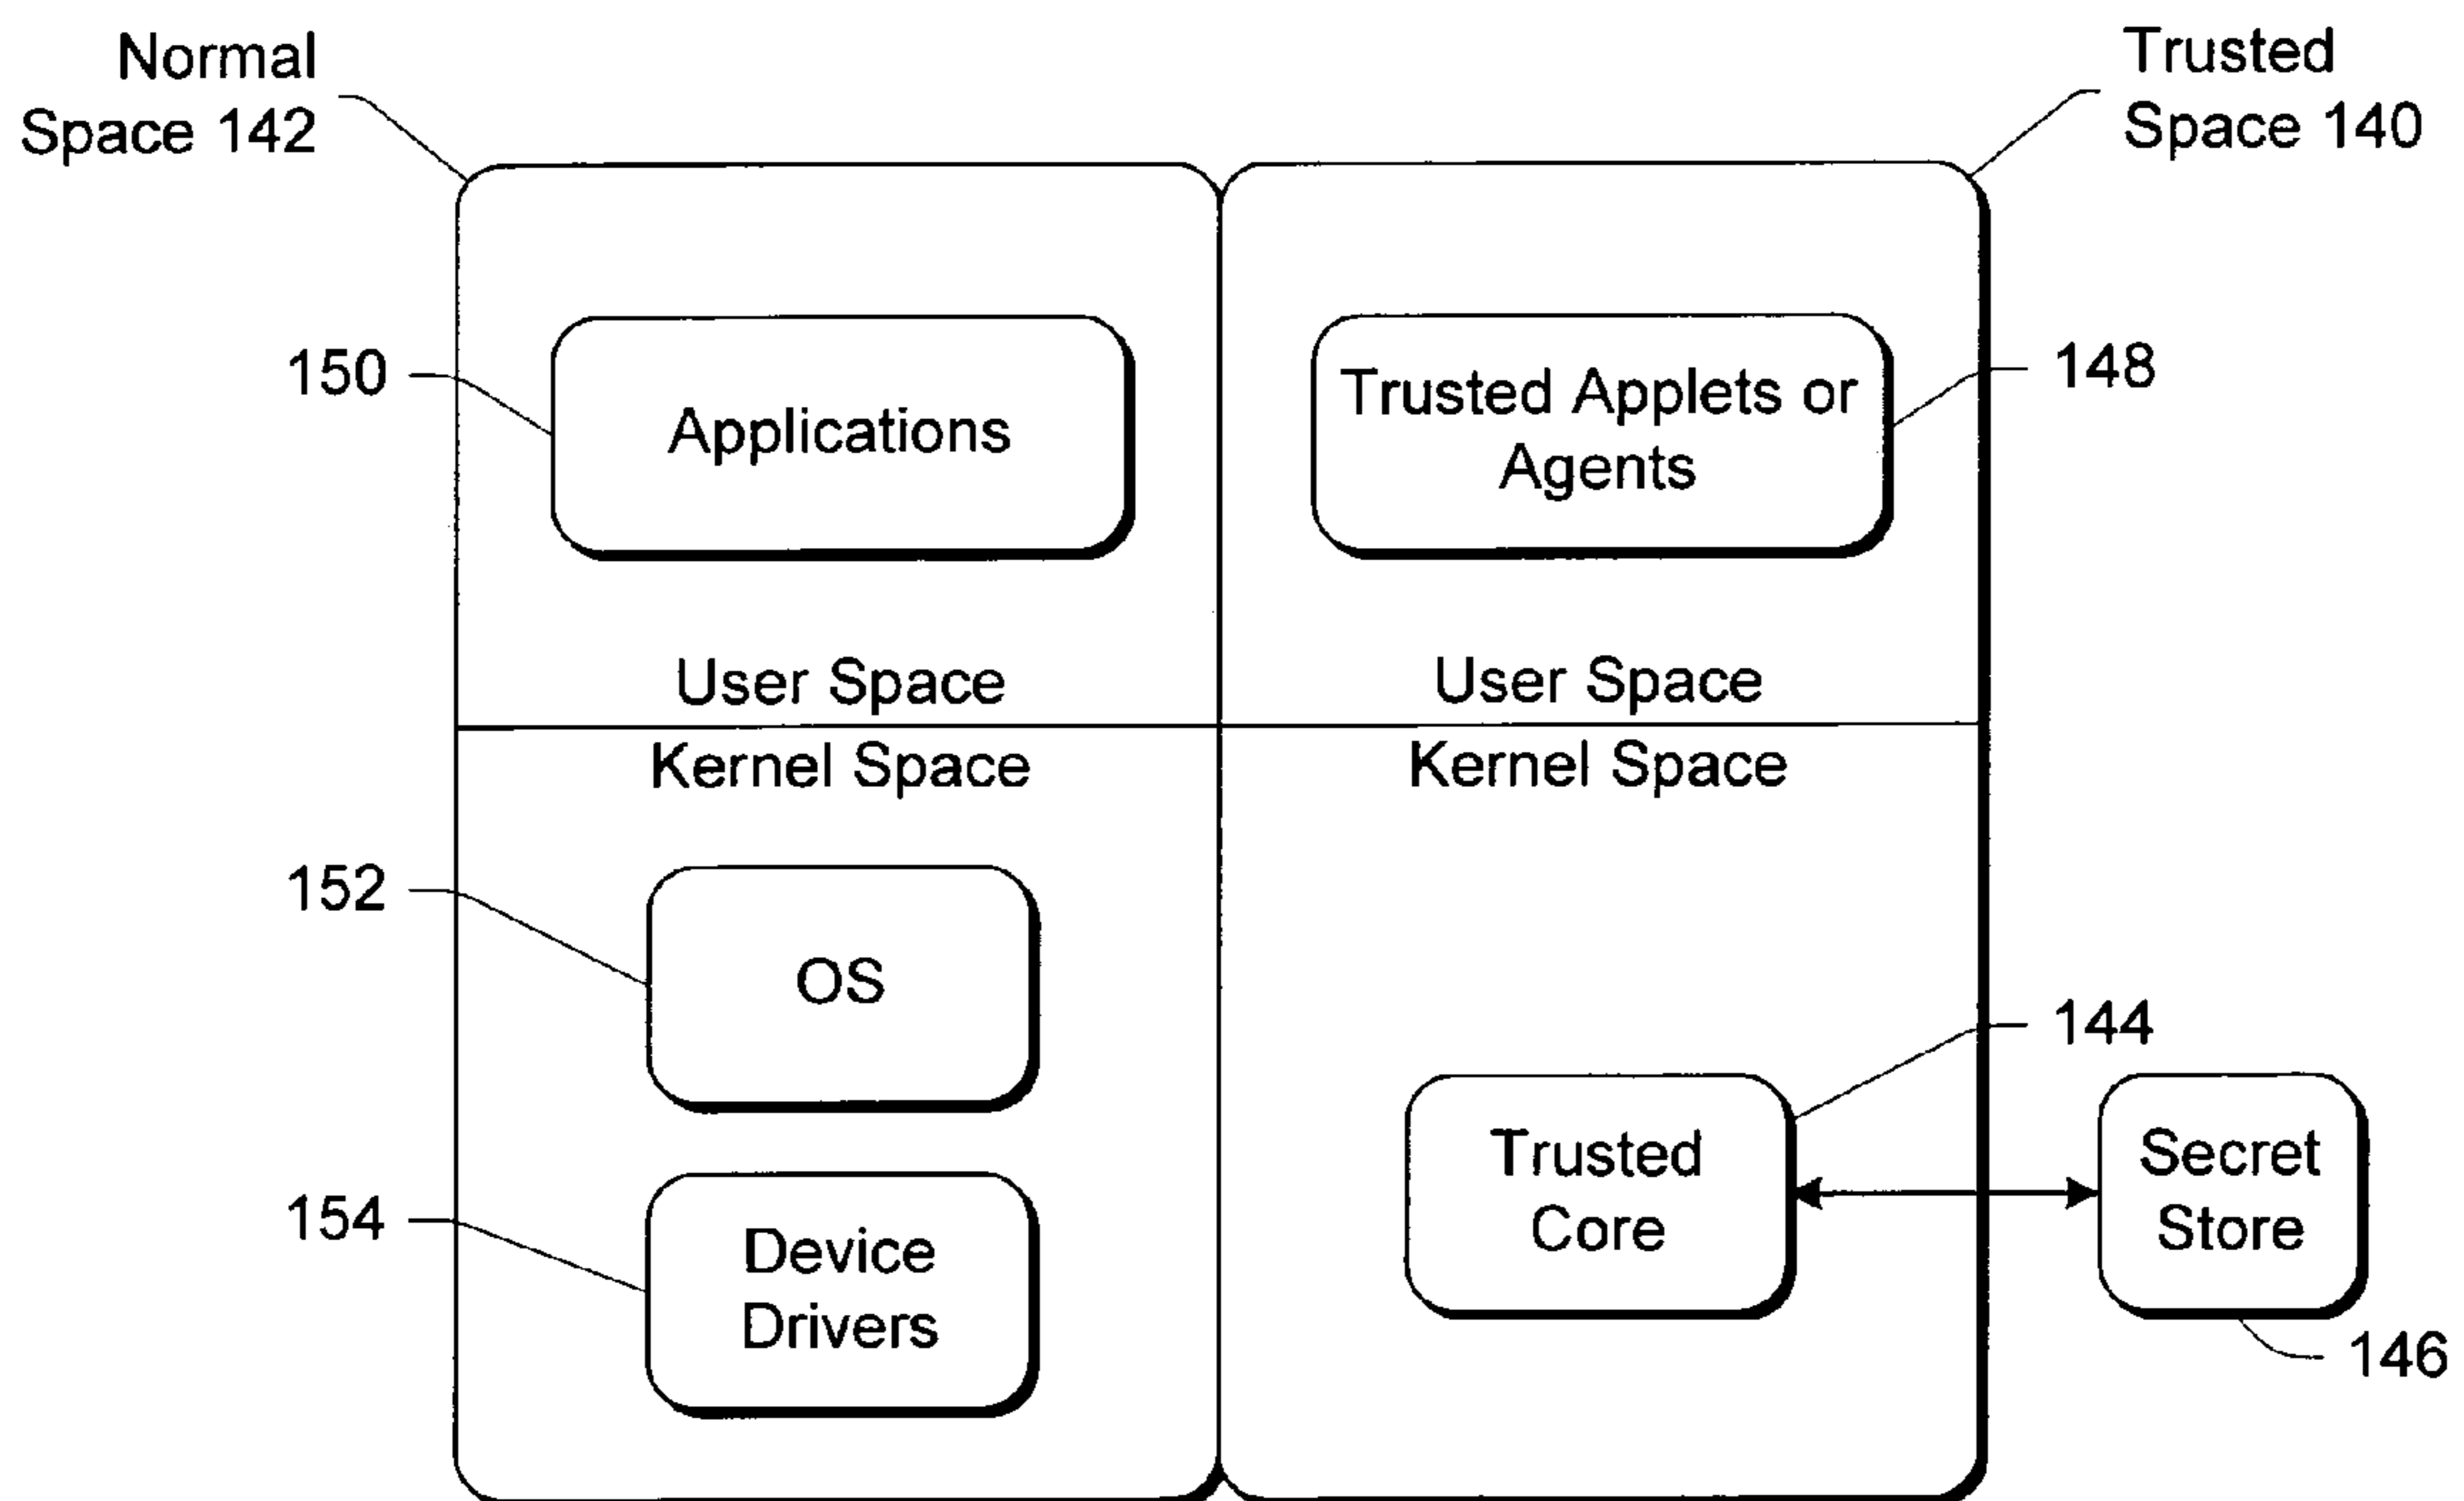 Normal
Space 142
Trusted
Space 140
150
Applications
Trusted Applets or
Agents
148
User Space
User Space
Kernel Space
Kernel Space
152
OS
144
Trusted
Core
Secret
Store
154
Device
Drivers
146